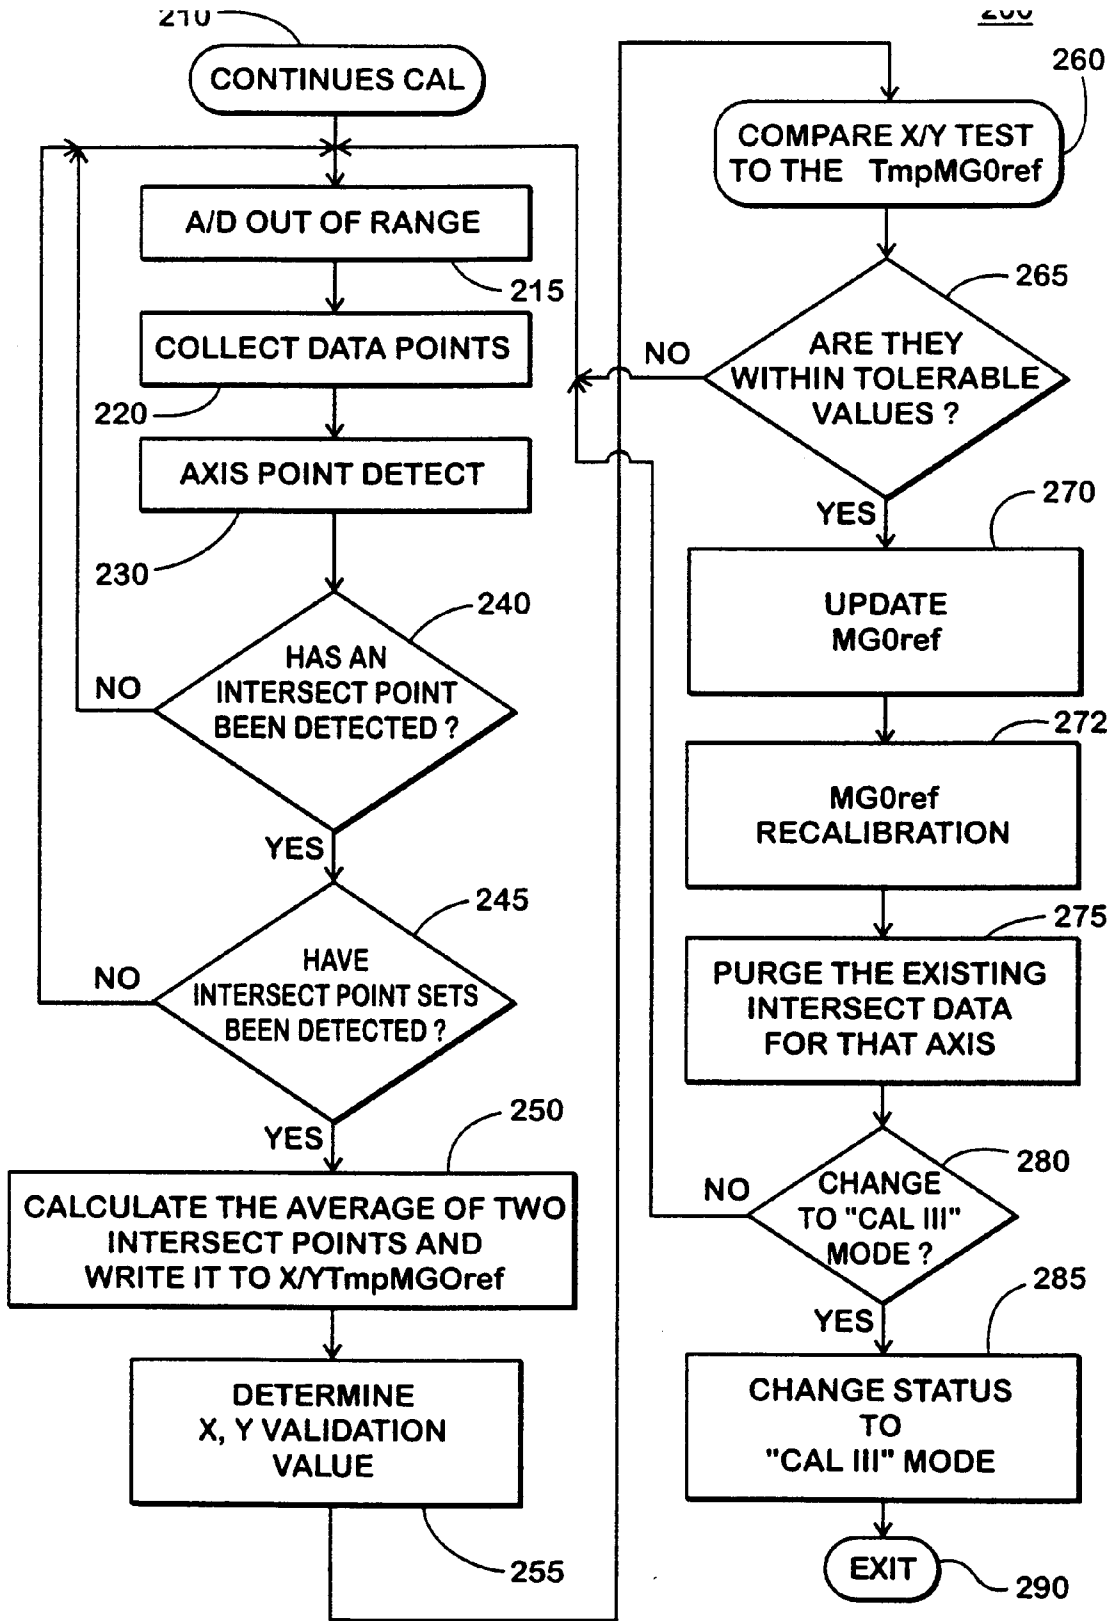 210
CONTINUES CAL
A/D OUT OF RANGE
215
COLLECT DATA POINTS
220
AXIS POINT DETECT
230
240
HAS AN
INTERSECT POINT
BEEN DETECTED ?
NO
YES
245
HAVE
INTERSECT POINT SETS
BEEN DETECTED ?
NO
YES
250
CALCULATE THE AVERAGE OF TWO
INTERSECT POINTS AND
WRITE IT TO X/YTmpMGOref
DETERMINE
X, Y VALIDATION
VALUE
255
200
260
COMPARE X/Y TEST
TO THE TmpMG0ref
265
ARE THEY
WITHIN TOLERABLE
VALUES ?
NO
YES
270
UPDATE
MG0ref
272
MG0ref
RECALIBRATION
275
PURGE THE EXISTING
INTERSECT DATA
FOR THAT AXIS
280
CHANGE
TO "CAL III"
MODE ?
NO
YES
285
CHANGE STATUS
TO
"CAL III" MODE
EXIT
290